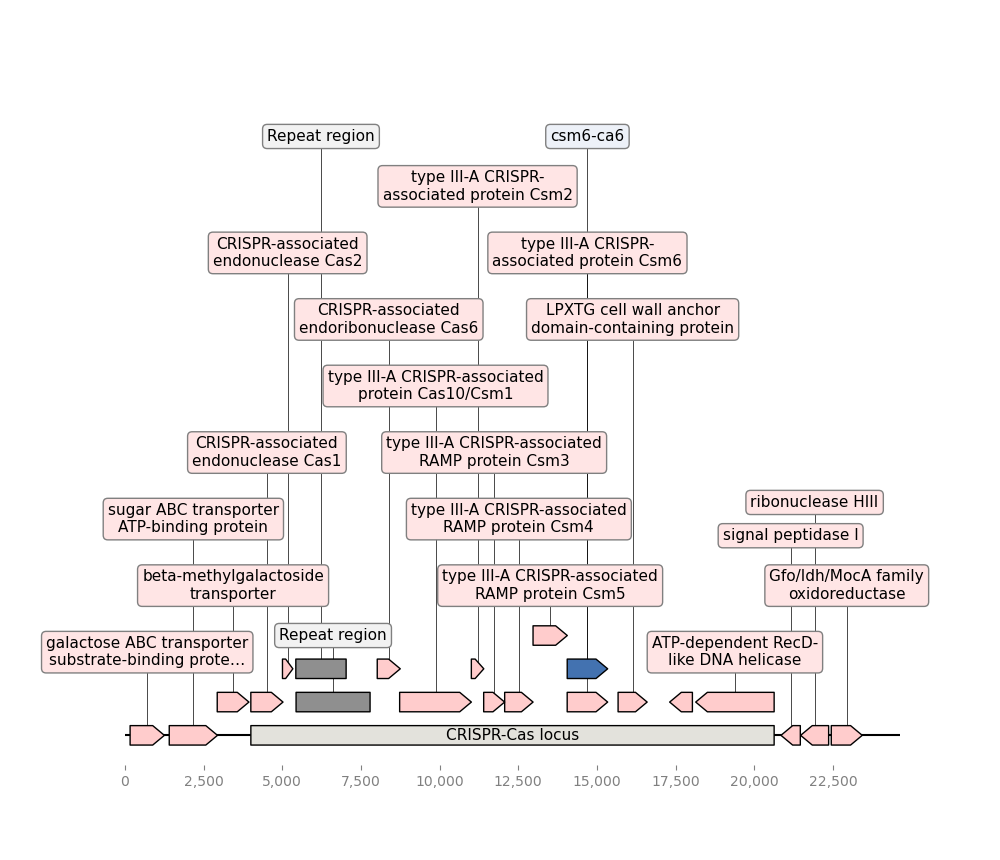 Repeat region
csm6-ca6
type III-A CRISPR-
associated protein Csm2
CRISPR-associated
endonuclease Cas2
type III-A CRISPR-
associated protein Csm6
CRISPR-associated
endoribonuclease Cas6
LPXTG cell wall anchor
domain-containing protein
type III-A CRISPR-associated
protein Cas10/Csm1
CRISPR-associated
endonuclease Cas1
type III-A CRISPR-associated
RAMP protein Csm3
ribonuclease HIII
sugar ABC transporter
ATP-binding protein
type III-A CRISPR-associated
RAMP protein Csm4
signal peptidase I
beta-methylgalactoside
transporter
type III-A CRISPR-associated
RAMP protein Csm5
Gfo/Idh/MocA family
oxidoreductase
Repeat region
galactose ABC transporter
substrate-binding prote...
ATP-dependent RecD-
like DNA helicase
CRISPR-Cas locus
0 2,500 5,000 7,500 10,000 12,500 15,000 17,500 20,000 22,500